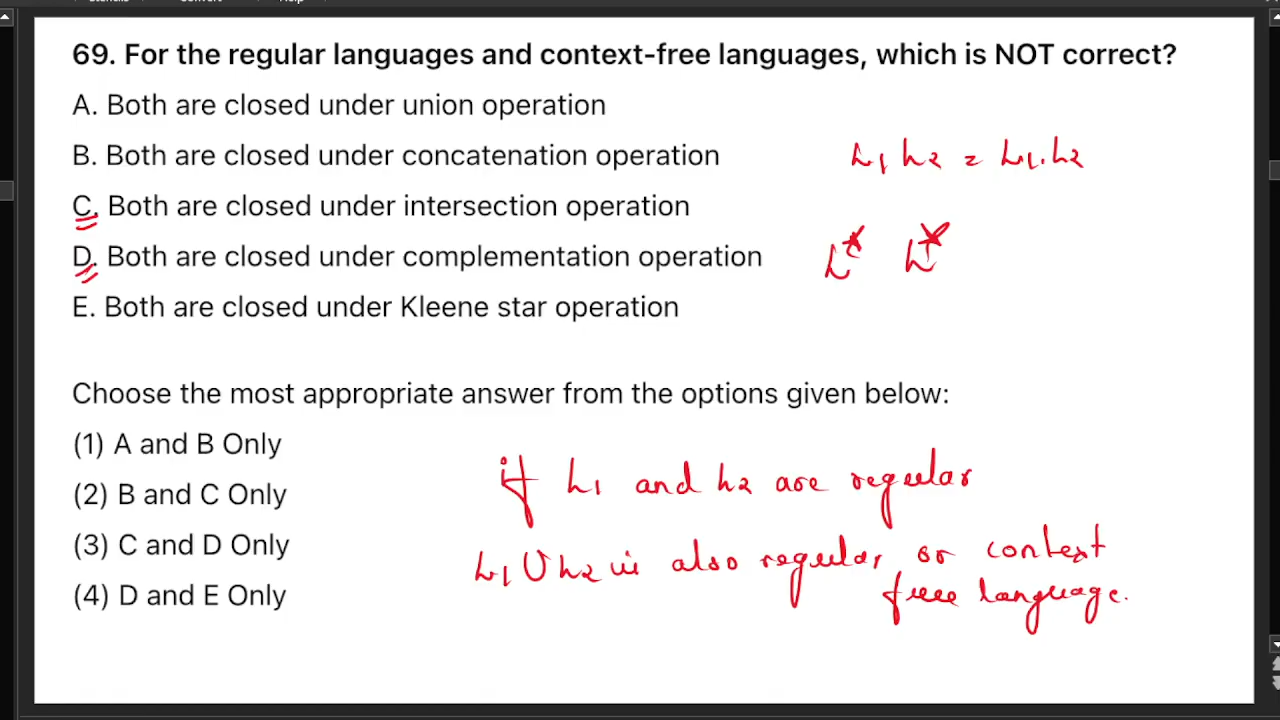 Convert
Help
69. For the regular languages and context-free languages, which is NOT correct?
A. Both are closed under union operation
B. Both are closed under concatenation operation
L1 L2 = L1.L2
C. Both are closed under intersection operation
D. Both are closed under complementation operation
L* L*
E. Both are closed under Kleene star operation
Choose the most appropriate answer from the options given below:
(1) A and B Only
(2) B and C Only
(3) C and D Only
(4) D and E Only
if L1 and L2 are regular
L1 U L2 is also regular or context
free language.